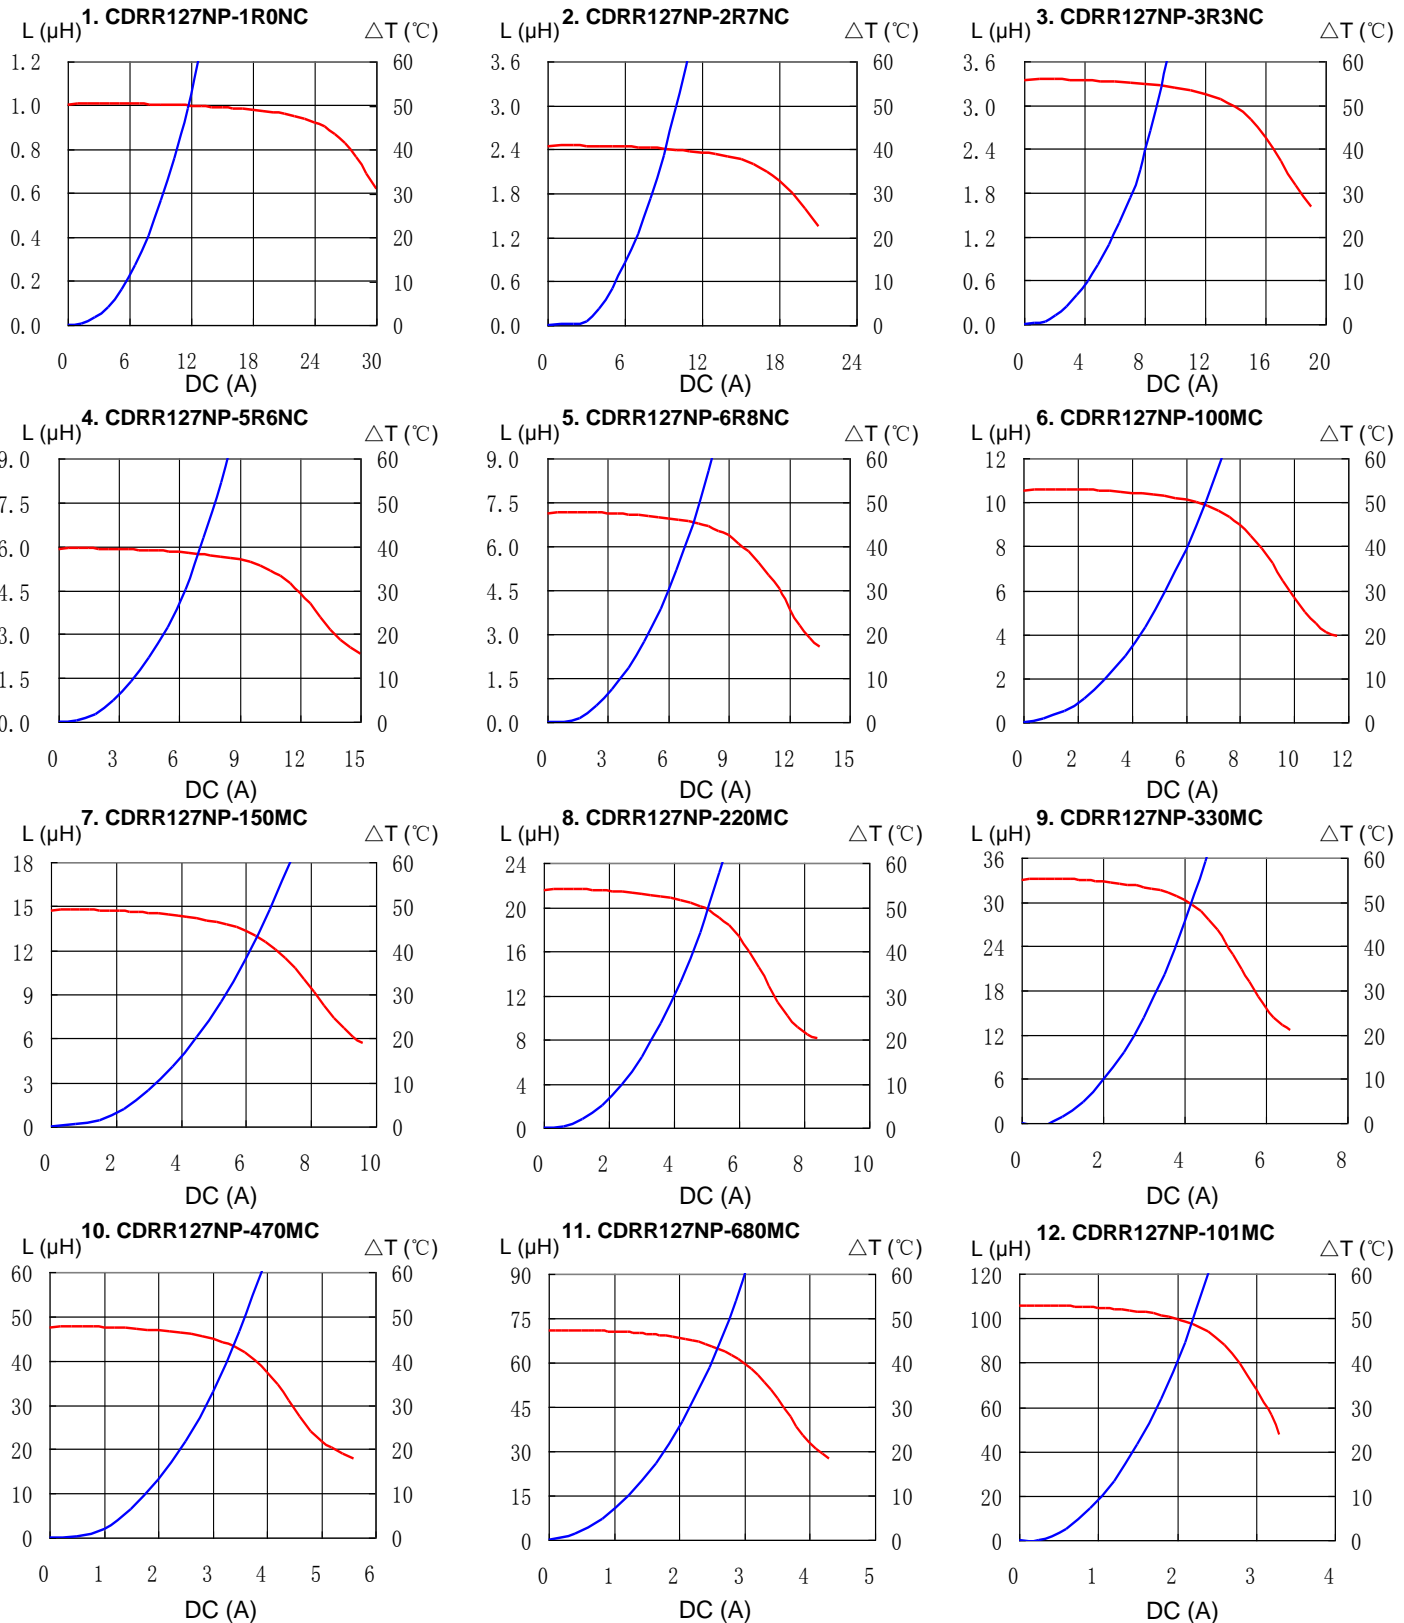 1. CDRR127NP-1R0NC
L (μH) △T (℃)
1.2 60
1.0 50
0.8 40
0.6 30
0.4 20
0.2 10
0.0 0
0 6 12 18 24 30
DC (A)
2. CDRR127NP-2R7NC
L (μH) △T (℃)
3.6 60
3.0 50
2.4 40
1.8 30
1.2 20
0.6 10
0.0 0
0 6 12 18 24
DC (A)
3. CDRR127NP-3R3NC
L (μH) △T (℃)
3.6 60
3.0 50
2.4 40
1.8 30
1.2 20
0.6 10
0.0 0
0 4 8 12 16 20
DC (A)
4. CDRR127NP-5R6NC
L (μH) △T (℃)
9.0 60
7.5 50
6.0 40
4.5 30
3.0 20
1.5 10
0.0 0
0 3 6 9 12 15
DC (A)
5. CDRR127NP-6R8NC
L (μH) △T (℃)
9.0 60
7.5 50
6.0 40
4.5 30
3.0 20
1.5 10
0.0 0
0 3 6 9 12 15
DC (A)
6. CDRR127NP-100MC
L (μH) △T (℃)
12 60
10 50
8 40
6 30
4 20
2 10
0 0
0 2 4 6 8 10 12
DC (A)
7. CDRR127NP-150MC
L (μH) △T (℃)
18 60
15 50
12 40
9 30
6 20
3 10
0 0
0 2 4 6 8 10
DC (A)
8. CDRR127NP-220MC
L (μH) △T (℃)
24 60
20 50
16 40
12 30
8 20
4 10
0 0
0 2 4 6 8 10
DC (A)
9. CDRR127NP-330MC
L (μH) △T (℃)
36 60
30 50
24 40
18 30
12 20
6 10
0 0
0 2 4 6 8
DC (A)
10. CDRR127NP-470MC
L (μH) △T (℃)
60 60
50 50
40 40
30 30
20 20
10 10
0 0
0 1 2 3 4 5 6
DC (A)
11. CDRR127NP-680MC
L (μH) △T (℃)
90 60
75 50
60 40
45 30
30 20
15 10
0 0
0 1 2 3 4 5
DC (A)
12. CDRR127NP-101MC
L (μH) △T (℃)
120 60
100 50
80 40
60 30
40 20
20 10
0 0
0 1 2 3 4
DC (A)